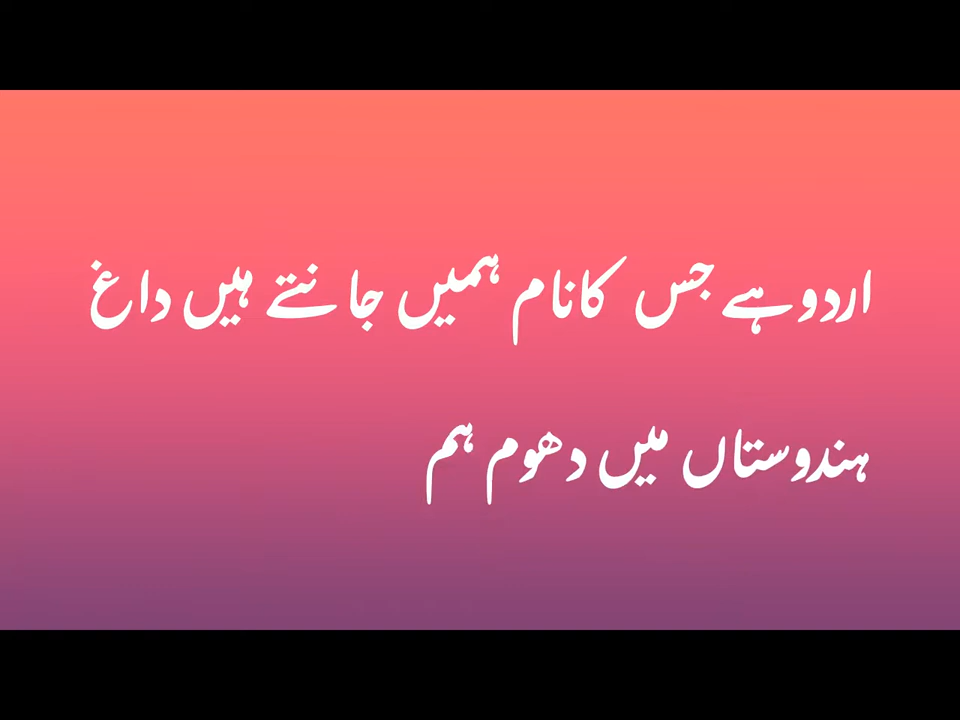 اردو ہے جس کا نام ہمیں جانتے ہیں داغ
ہندوستاں میں دھوم ہم